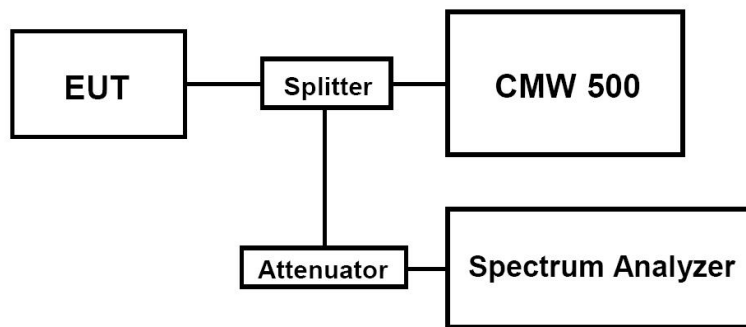 EUT
Splitter
CMW 500
Attenuator
Spectrum Analyzer